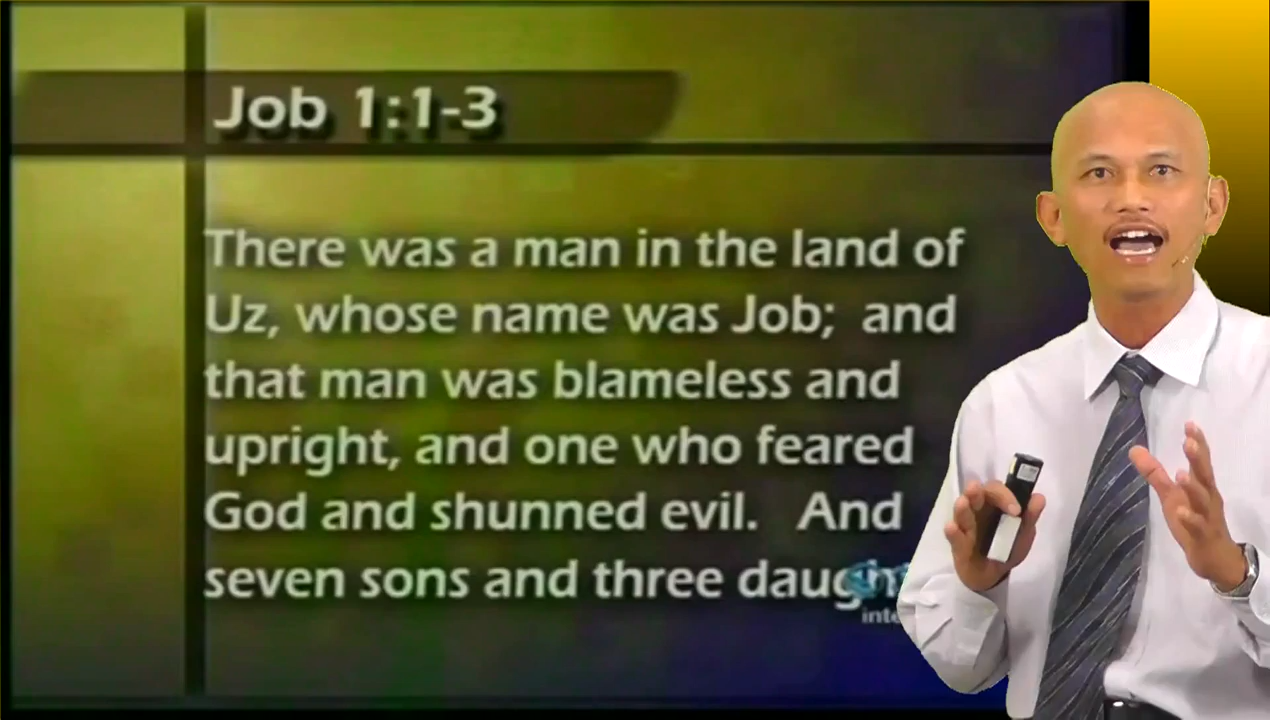 Job 1:1-3
There was a man in the land of
Uz, whose name was Job; and
that man was blameless and
upright, and one who feared
God and shunned evil. And
seven sons and three